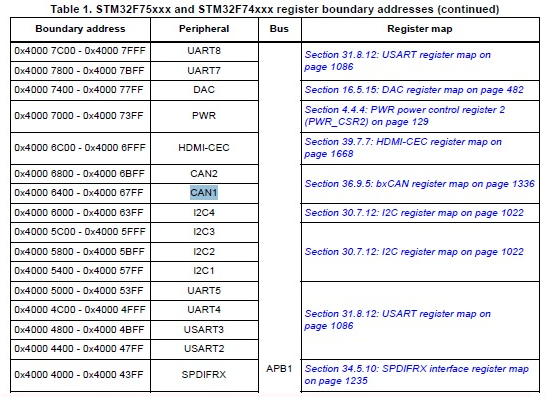 Table 1. STM32F75xxx and STM32F74xxx register boundary addresses (continued)
Boundary address Peripheral Bus Register map
0x4000 7C00 - 0x4000 7FFF UART8
Section 31.8.12: USART register map on
page 1086
0x4000 7800 - 0x4000 7BFF UART7
0x4000 7400 - 0x4000 77FF DAC Section 16.5.15: DAC register map on page 482
0x4000 7000 - 0x4000 73FF PWR Section 4.4.4: PWR power control register 2
(PWR_CSR2) on page 129
0x4000 6C00 - 0x4000 6FFF HDMI-CEC Section 39.7.7: HDMI-CEC register map on
page 1668
0x4000 6800 - 0x4000 6BFF CAN2
Section 36.9.5: bxCAN register map on page 1336
0x4000 6400 - 0x4000 67FF CAN1
0x4000 6000 - 0x4000 63FF I2C4 Section 30.7.12: I2C register map on page 1022
0x4000 5C00 - 0x4000 5FFF I2C3
0x4000 5800 - 0x4000 5BFF I2C2 Section 30.7.12: I2C register map on page 1022
0x4000 5400 - 0x4000 57FF I2C1
0x4000 5000 - 0x4000 53FF UART5
0x4000 4C00 - 0x4000 4FFF UART4
Section 31.8.12: USART register map on
page 1086
0x4000 4800 - 0x4000 4BFF USART3
0x4000 4400 - 0x4000 47FF USART2
0x4000 4000 - 0x4000 43FF SPDIFRX APB1 Section 34.5.10: SPDIFRX interface register map
on page 1235